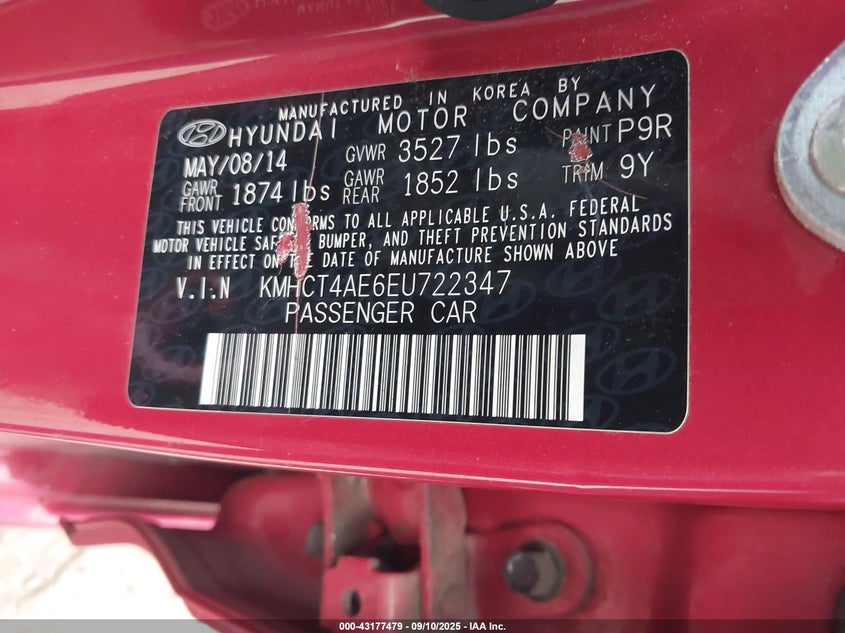 MANUFACTURED IN KOREA BY
HYUNDAI MOTOR COMPANY
MAY/08/14 GVWR 3527 lbs PAINT P9R
GAWR FRONT 1874 lbs GAWR REAR 1852 lbs TRIM 9Y
THIS VEHICLE CONFORMS TO ALL APPLICABLE U.S.A. FEDERAL
MOTOR VEHICLE BUMPER, AND THEFT PREVENTION STANDARDS
IN EFFECT ON THE DATE OF MANUFACTURE SHOWN ABOVE
V.I.N KMHCT4AE6EU722347
PASSENGER CAR
000-43177479 - 09/10/2025 - IAA Inc.